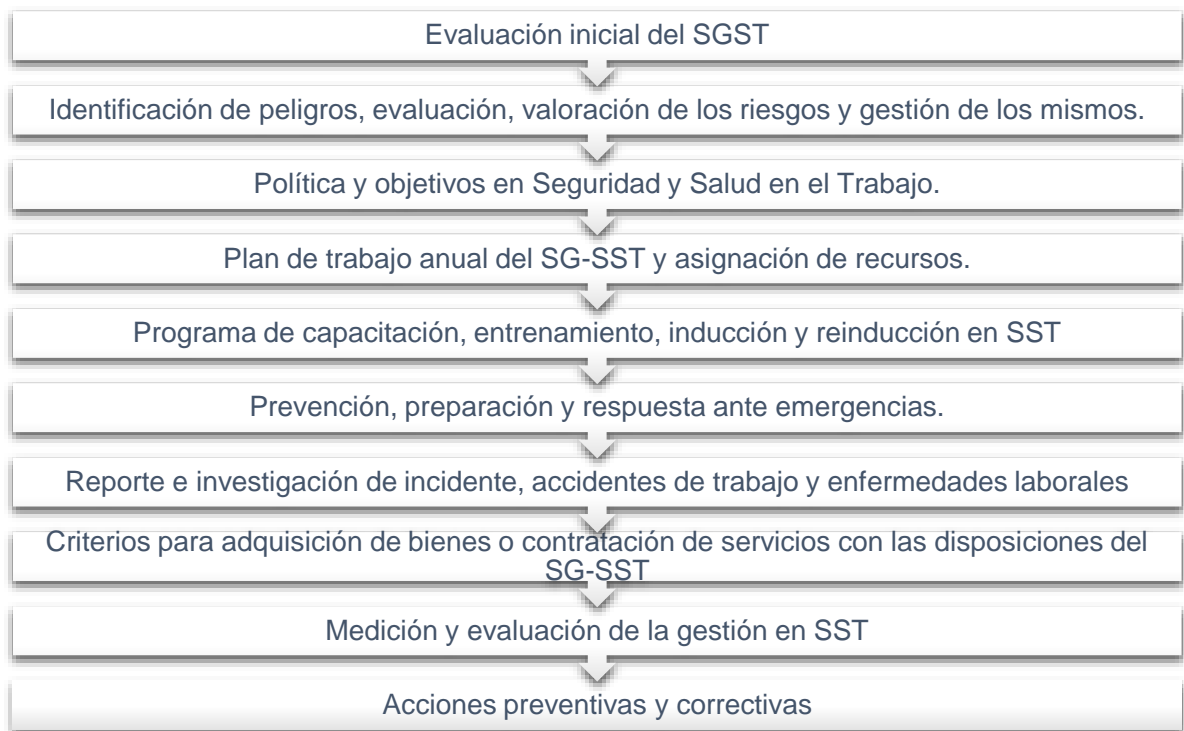 Evaluación inicial del SGST
Identificación de peligros, evaluación, valoración de los riesgos y gestión de los mismos.
Política y objetivos en Seguridad y Salud en el Trabajo.
Plan de trabajo anual del SG-SST y asignación de recursos.
Programa de capacitación, entrenamiento, inducción y reinducción en SST
Prevención, preparación y respuesta ante emergencias.
Reporte e investigación de incidente, accidentes de trabajo y enfermedades laborales
Criterios para adquisición de bienes o contratación de servicios con las disposiciones del
SG-SST
Medición y evaluación de la gestión en SST
Acciones preventivas y correctivas